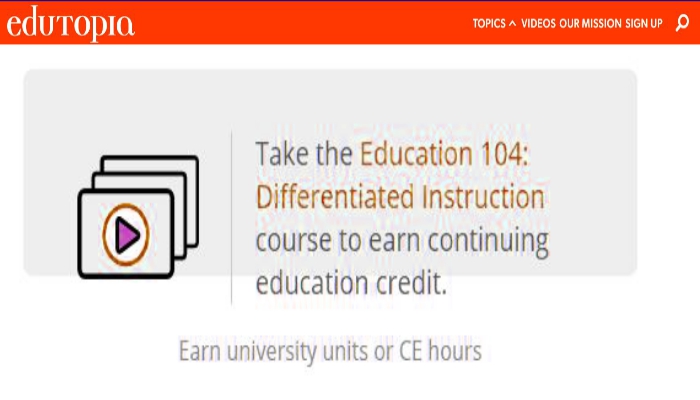 edutopia
TOPICS VIDEOS OUR MISSION SIGN UP
Take the Education 104:
Differentiated Instruction
course to earn continuing
education credit.
Earn university units or CE hours